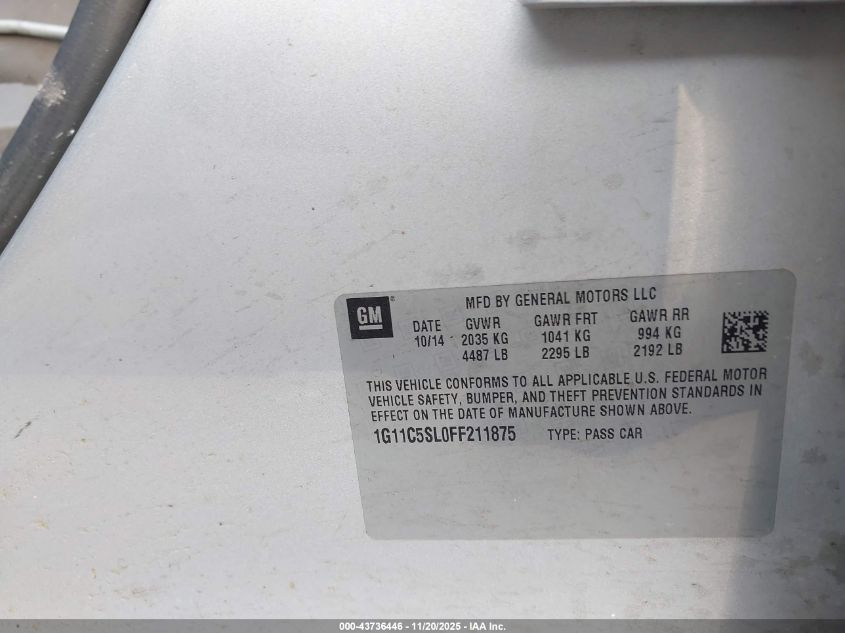 GM
MFD BY GENERAL MOTORS LLC
DATE GVWR GAWR FRT GAWR RR
10/14 2035 KG 1041 KG 994 KG
4487 LB 2295 LB 2192 LB
THIS VEHICLE CONFORMS TO ALL APPLICABLE U.S. FEDERAL MOTOR
VEHICLE SAFETY, BUMPER, AND THEFT PREVENTION STANDARDS IN
EFFECT ON THE DATE OF MANUFACTURE SHOWN ABOVE.
1G11C5SL0FF211875 TYPE: PASS CAR
000-43736446 - 11/20/2025 - IAA Inc.